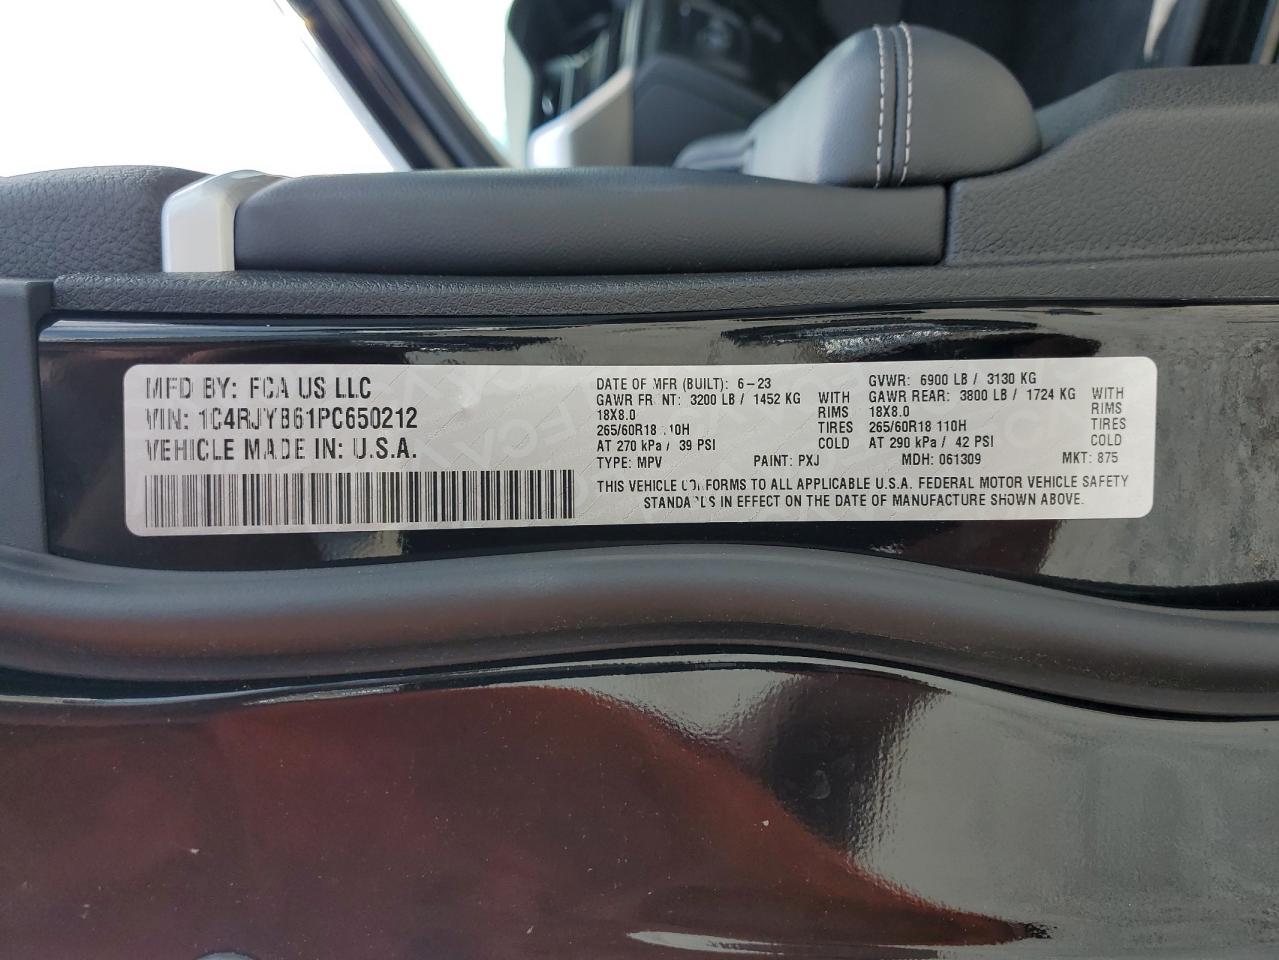 MFD BY: FCA US LLC
VIN: 1C4RJYB61PC650212
VEHICLE MADE IN: U.S.A.
DATE OF MFR (BUILT): 6-23
GAWR FRONT: 3200 LB / 1452 KG WITH
18X8.0 RIMS
265/60R18 110H TIRES
AT 270 kPa / 39 PSI COLD
GVWR: 6900 LB / 3130 KG
GAWR REAR: 3800 LB / 1724 KG WITH
18X8.0 RIMS
265/60R18 110H TIRES
AT 290 kPa / 42 PSI COLD
TYPE: MPV PAINT: PXJ MDH: 061309 MKT: 875
THIS VEHICLE CONFORMS TO ALL APPLICABLE U.S.A. FEDERAL MOTOR VEHICLE SAFETY
STANDARDS IN EFFECT ON THE DATE OF MANUFACTURE SHOWN ABOVE.